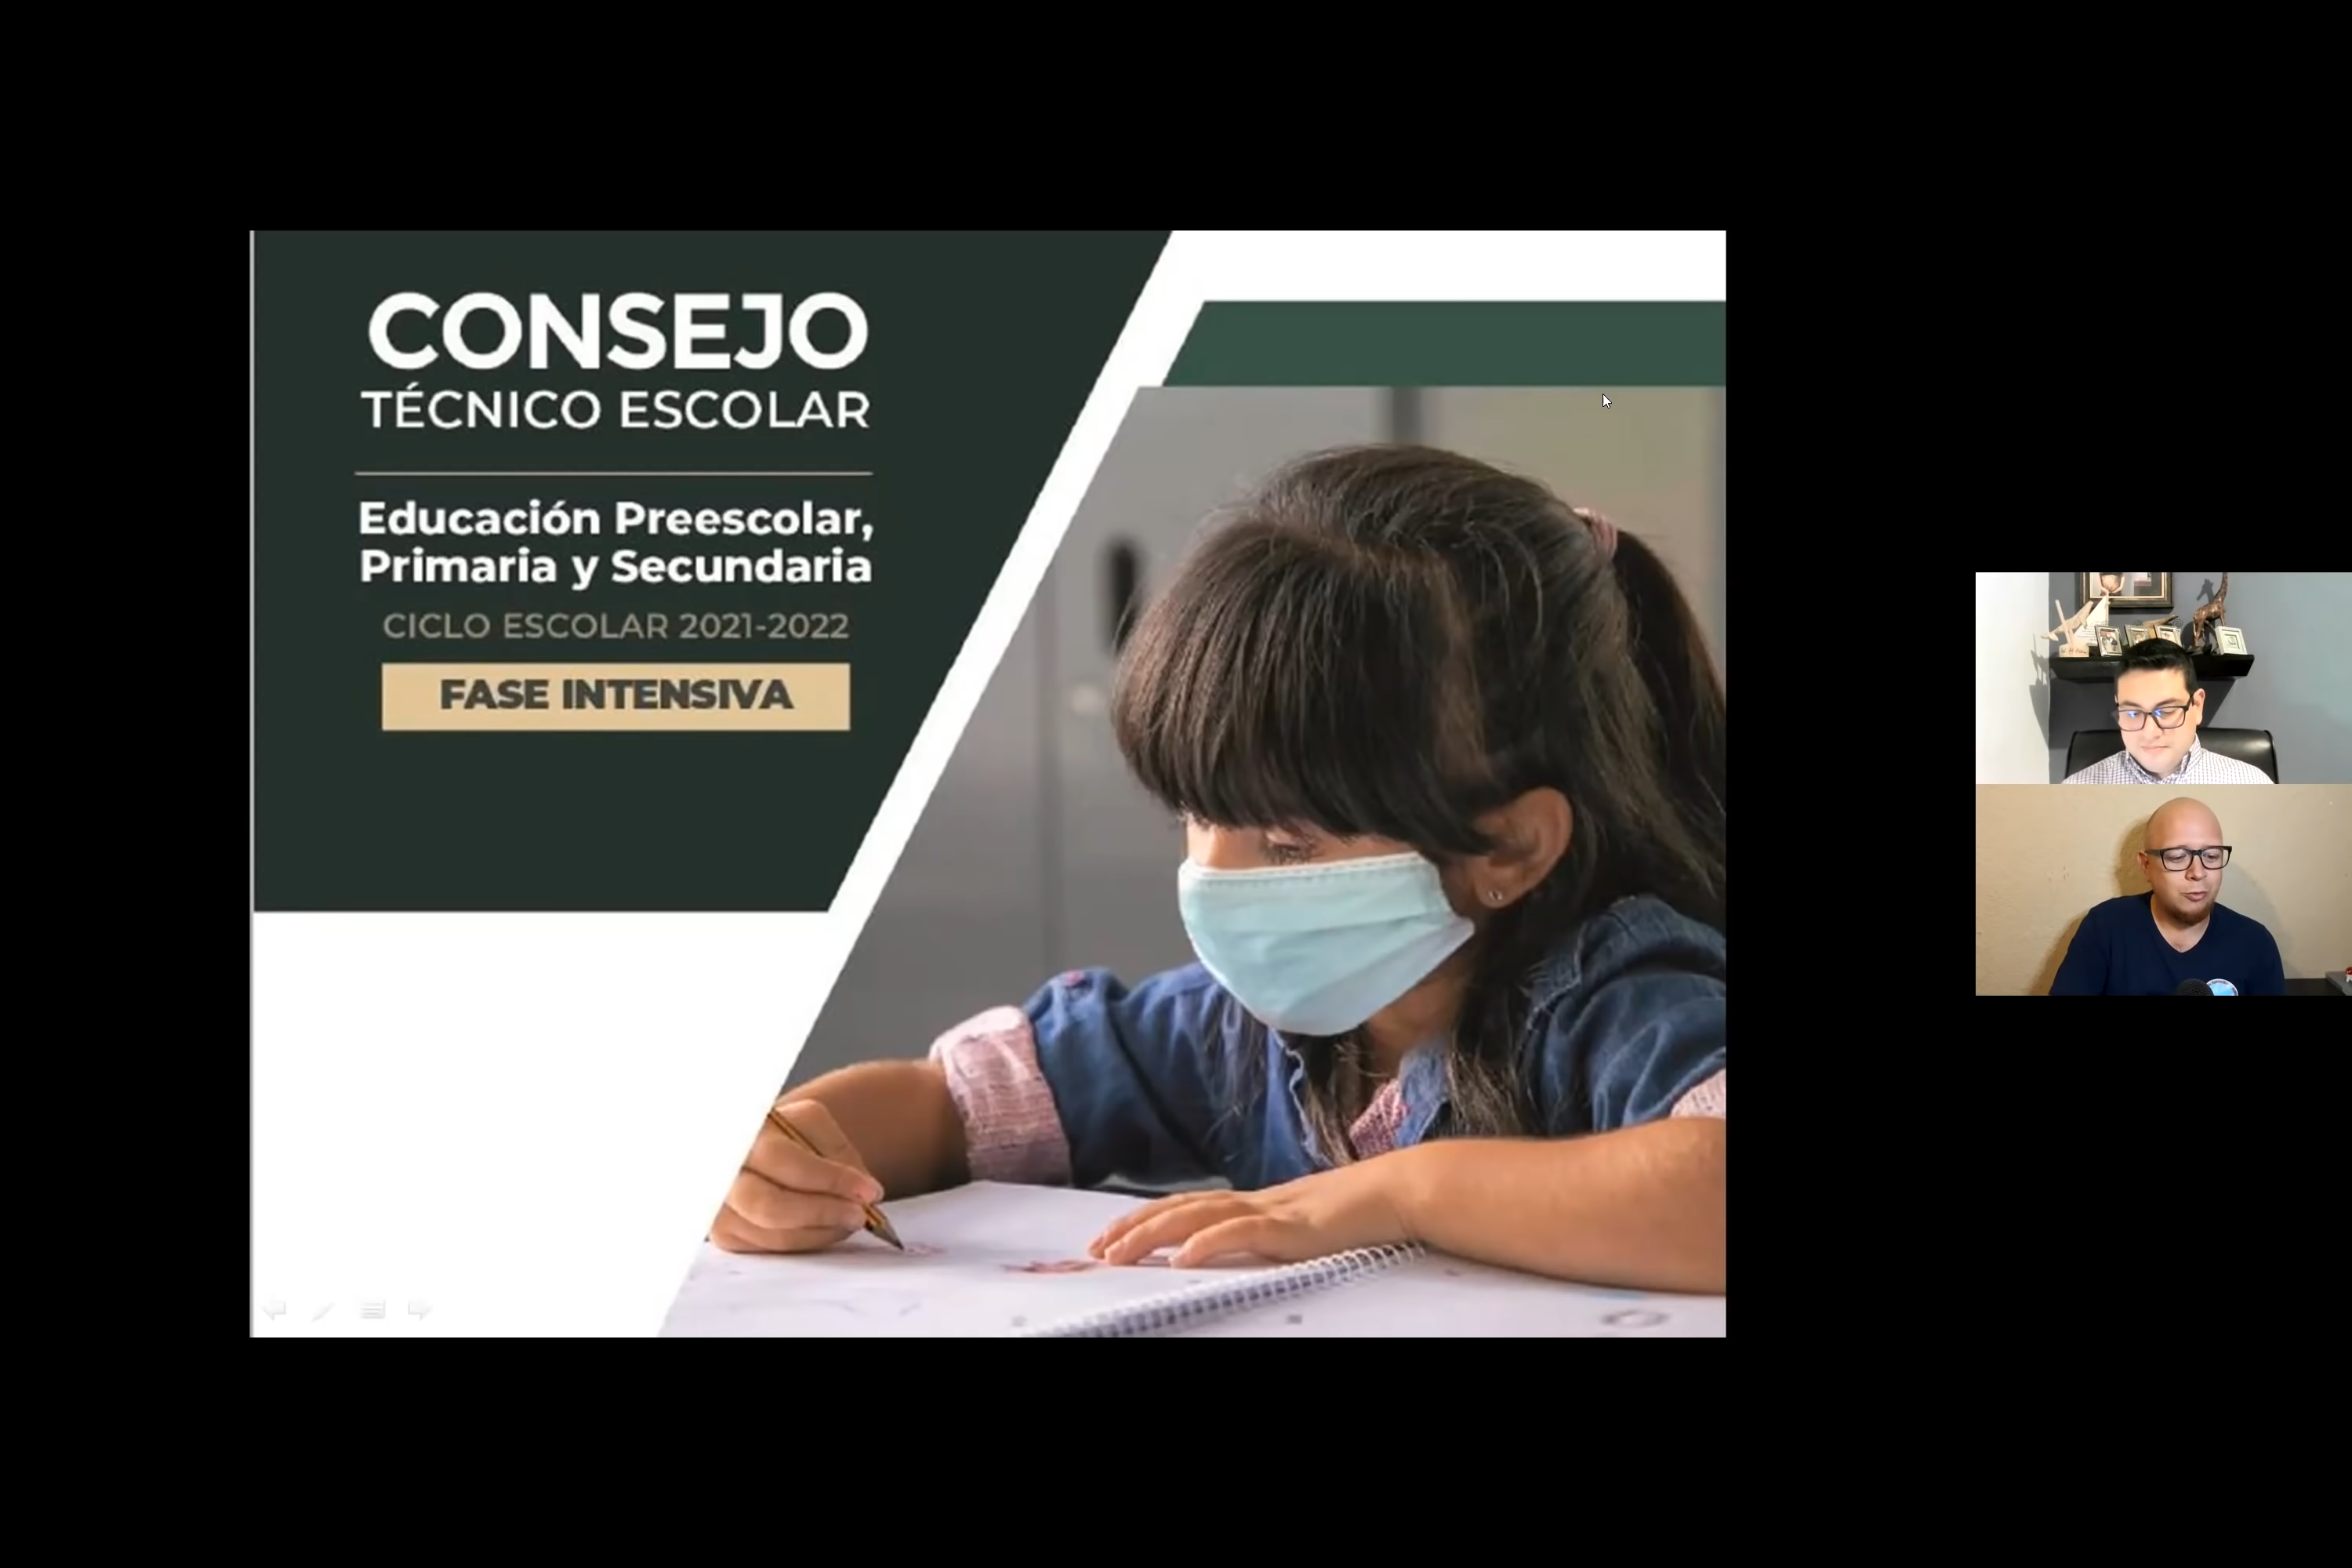 CONSEJO
TÉCNICO ESCOLAR
Educación Preescolar,
Primaria y Secundaria
CICLO ESCOLAR 2021-2022
FASE INTENSIVA